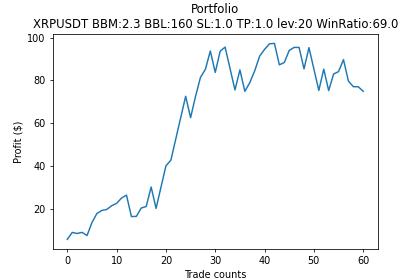 Portfolio
XRPUSDT BBM:2.3 BBL:160 SL:1.0 TP:1.0 lev:20 WinRatio:69.0
100
80
60
40
20
Profit ($)
0 10 20 30 40 50 60
Trade counts